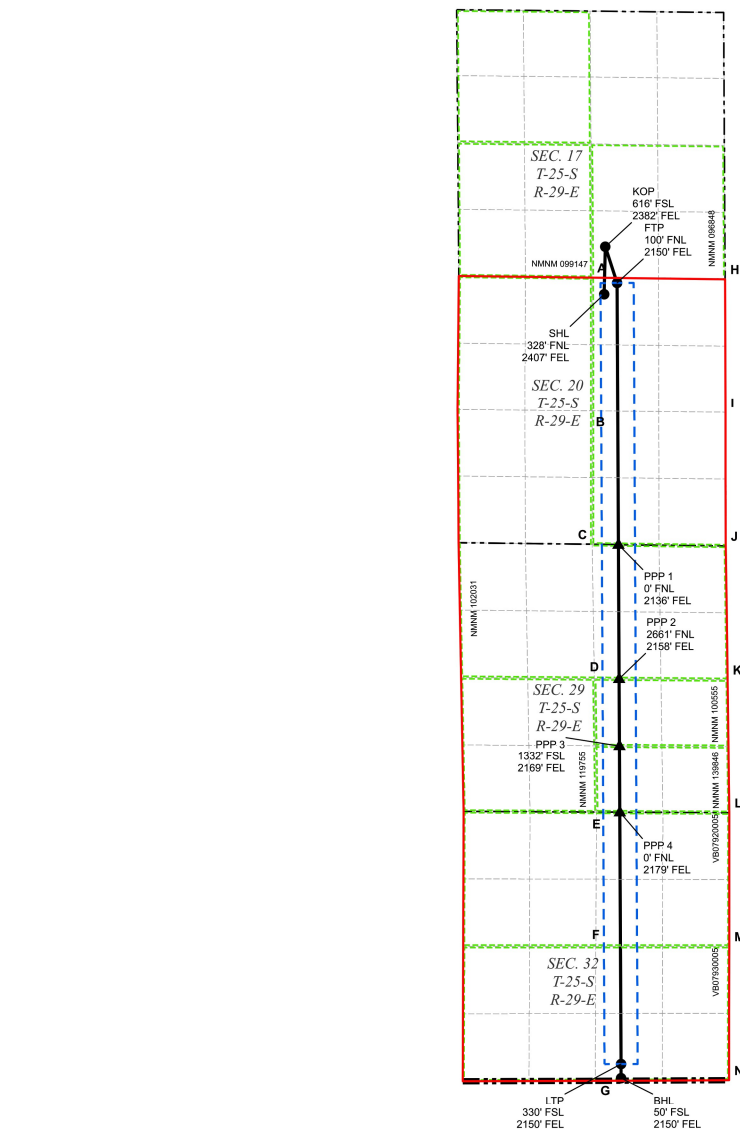 SEC. 17
T-25-S
R-29-E
KOP
616' FSL
2382' FEL
FTP
100' FNL
2150' FEL
NMNM 096848
NMNM 099147
A
H
SHL
328' FNL
2407' FEL
SEC. 20
T-25-S
R-29-E
B
I
C
J
PPP 1
0' FNL
2136' FEL
NMNM 102031
PPP 2
2661' FNL
2158' FEL
D
K
SEC. 29
T-25-S
R-29-E
NMNM 100555
PPP 3
1332' FSL
2169' FEL
NMNM 119755
NMNM 139846
L
E
PPP 4
0' FNL
2179' FEL
VB07920005
F
M
SEC. 32
T-25-S
R-29-E
VB07930005
N
G
LTP
330' FSL
2150' FEL
BHL
50' FSL
2150' FEL